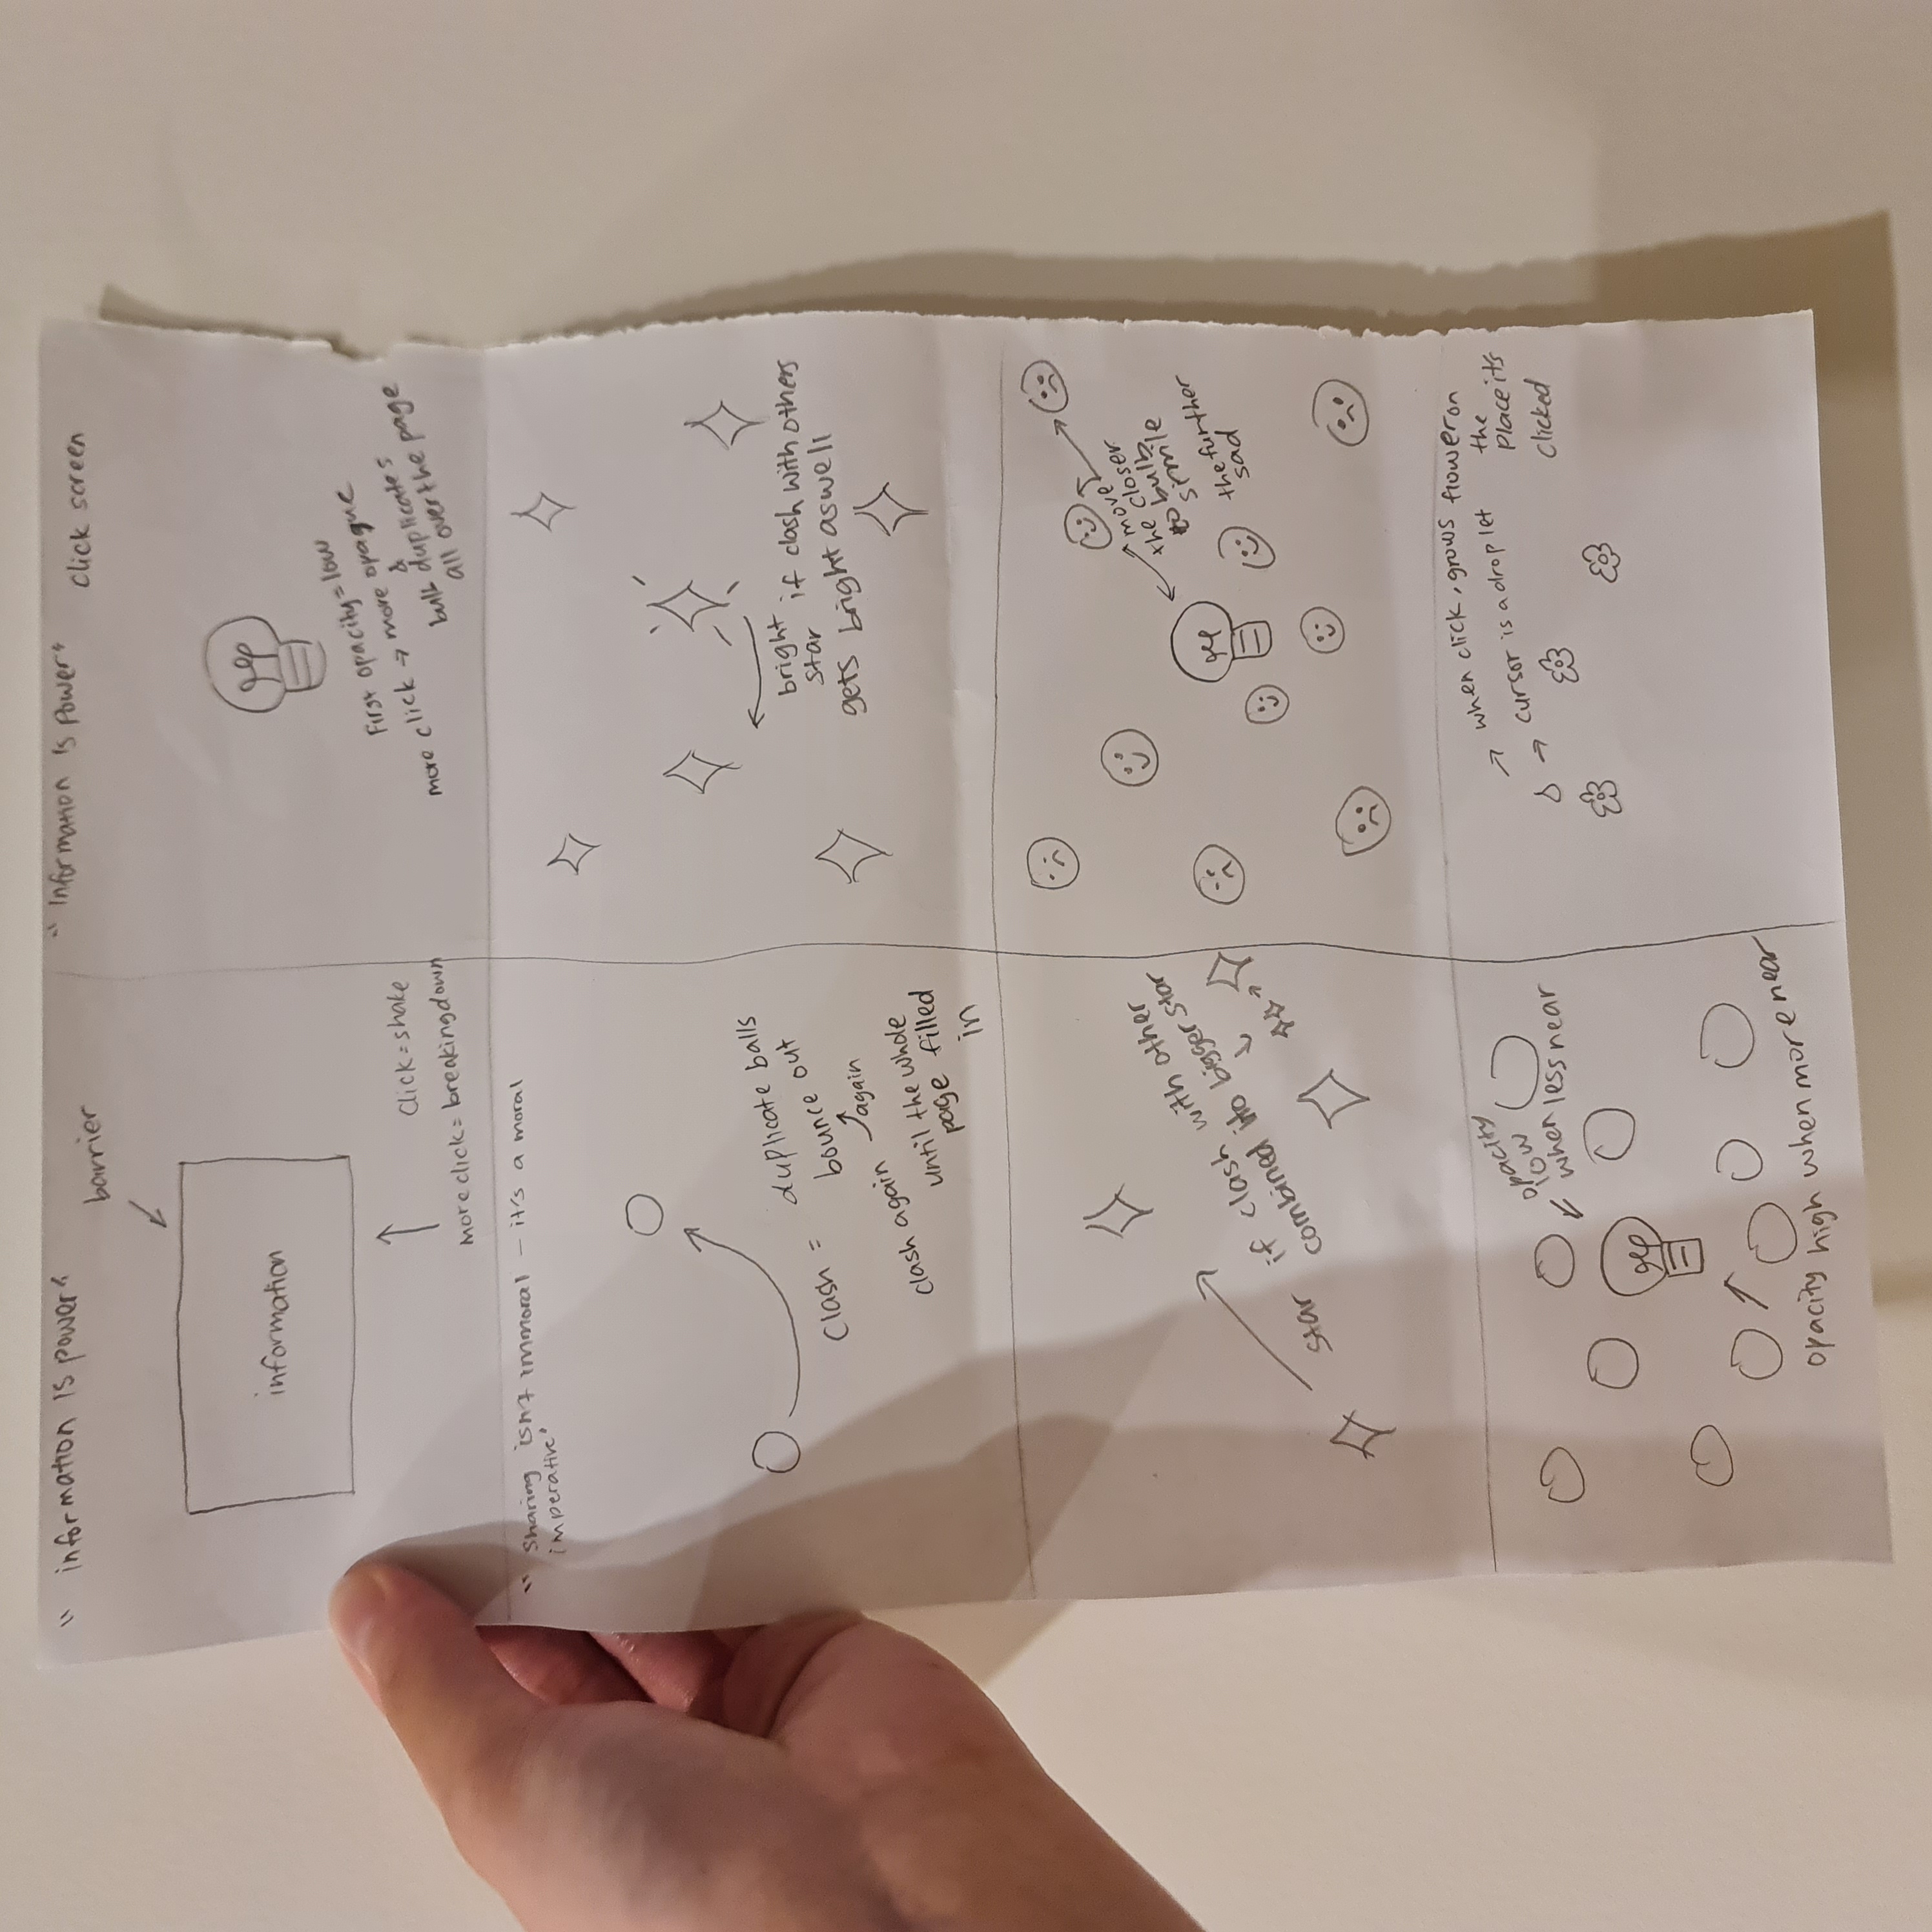 " information is power"
barrier
information
Click = shake
More click = breaking down
" Information is Power"
click screen
First opacity = low
more click → more opaque
&
bulb duplicates
all over the page
" Sharing isn't immoral – it's a moral
imperative"
Clash = duplicate balls
bounce out
again
clash again
until the whole
page filled
in
bright
star if clash with others
gets bright aswell
if clash with other
star combined into bigger star
move
the closer
to bulb
smile
the further
sad
opacity
low
when less near
opacity high when more near
when click, grows flower on
the
place it's
clicked
cursor is a droplet